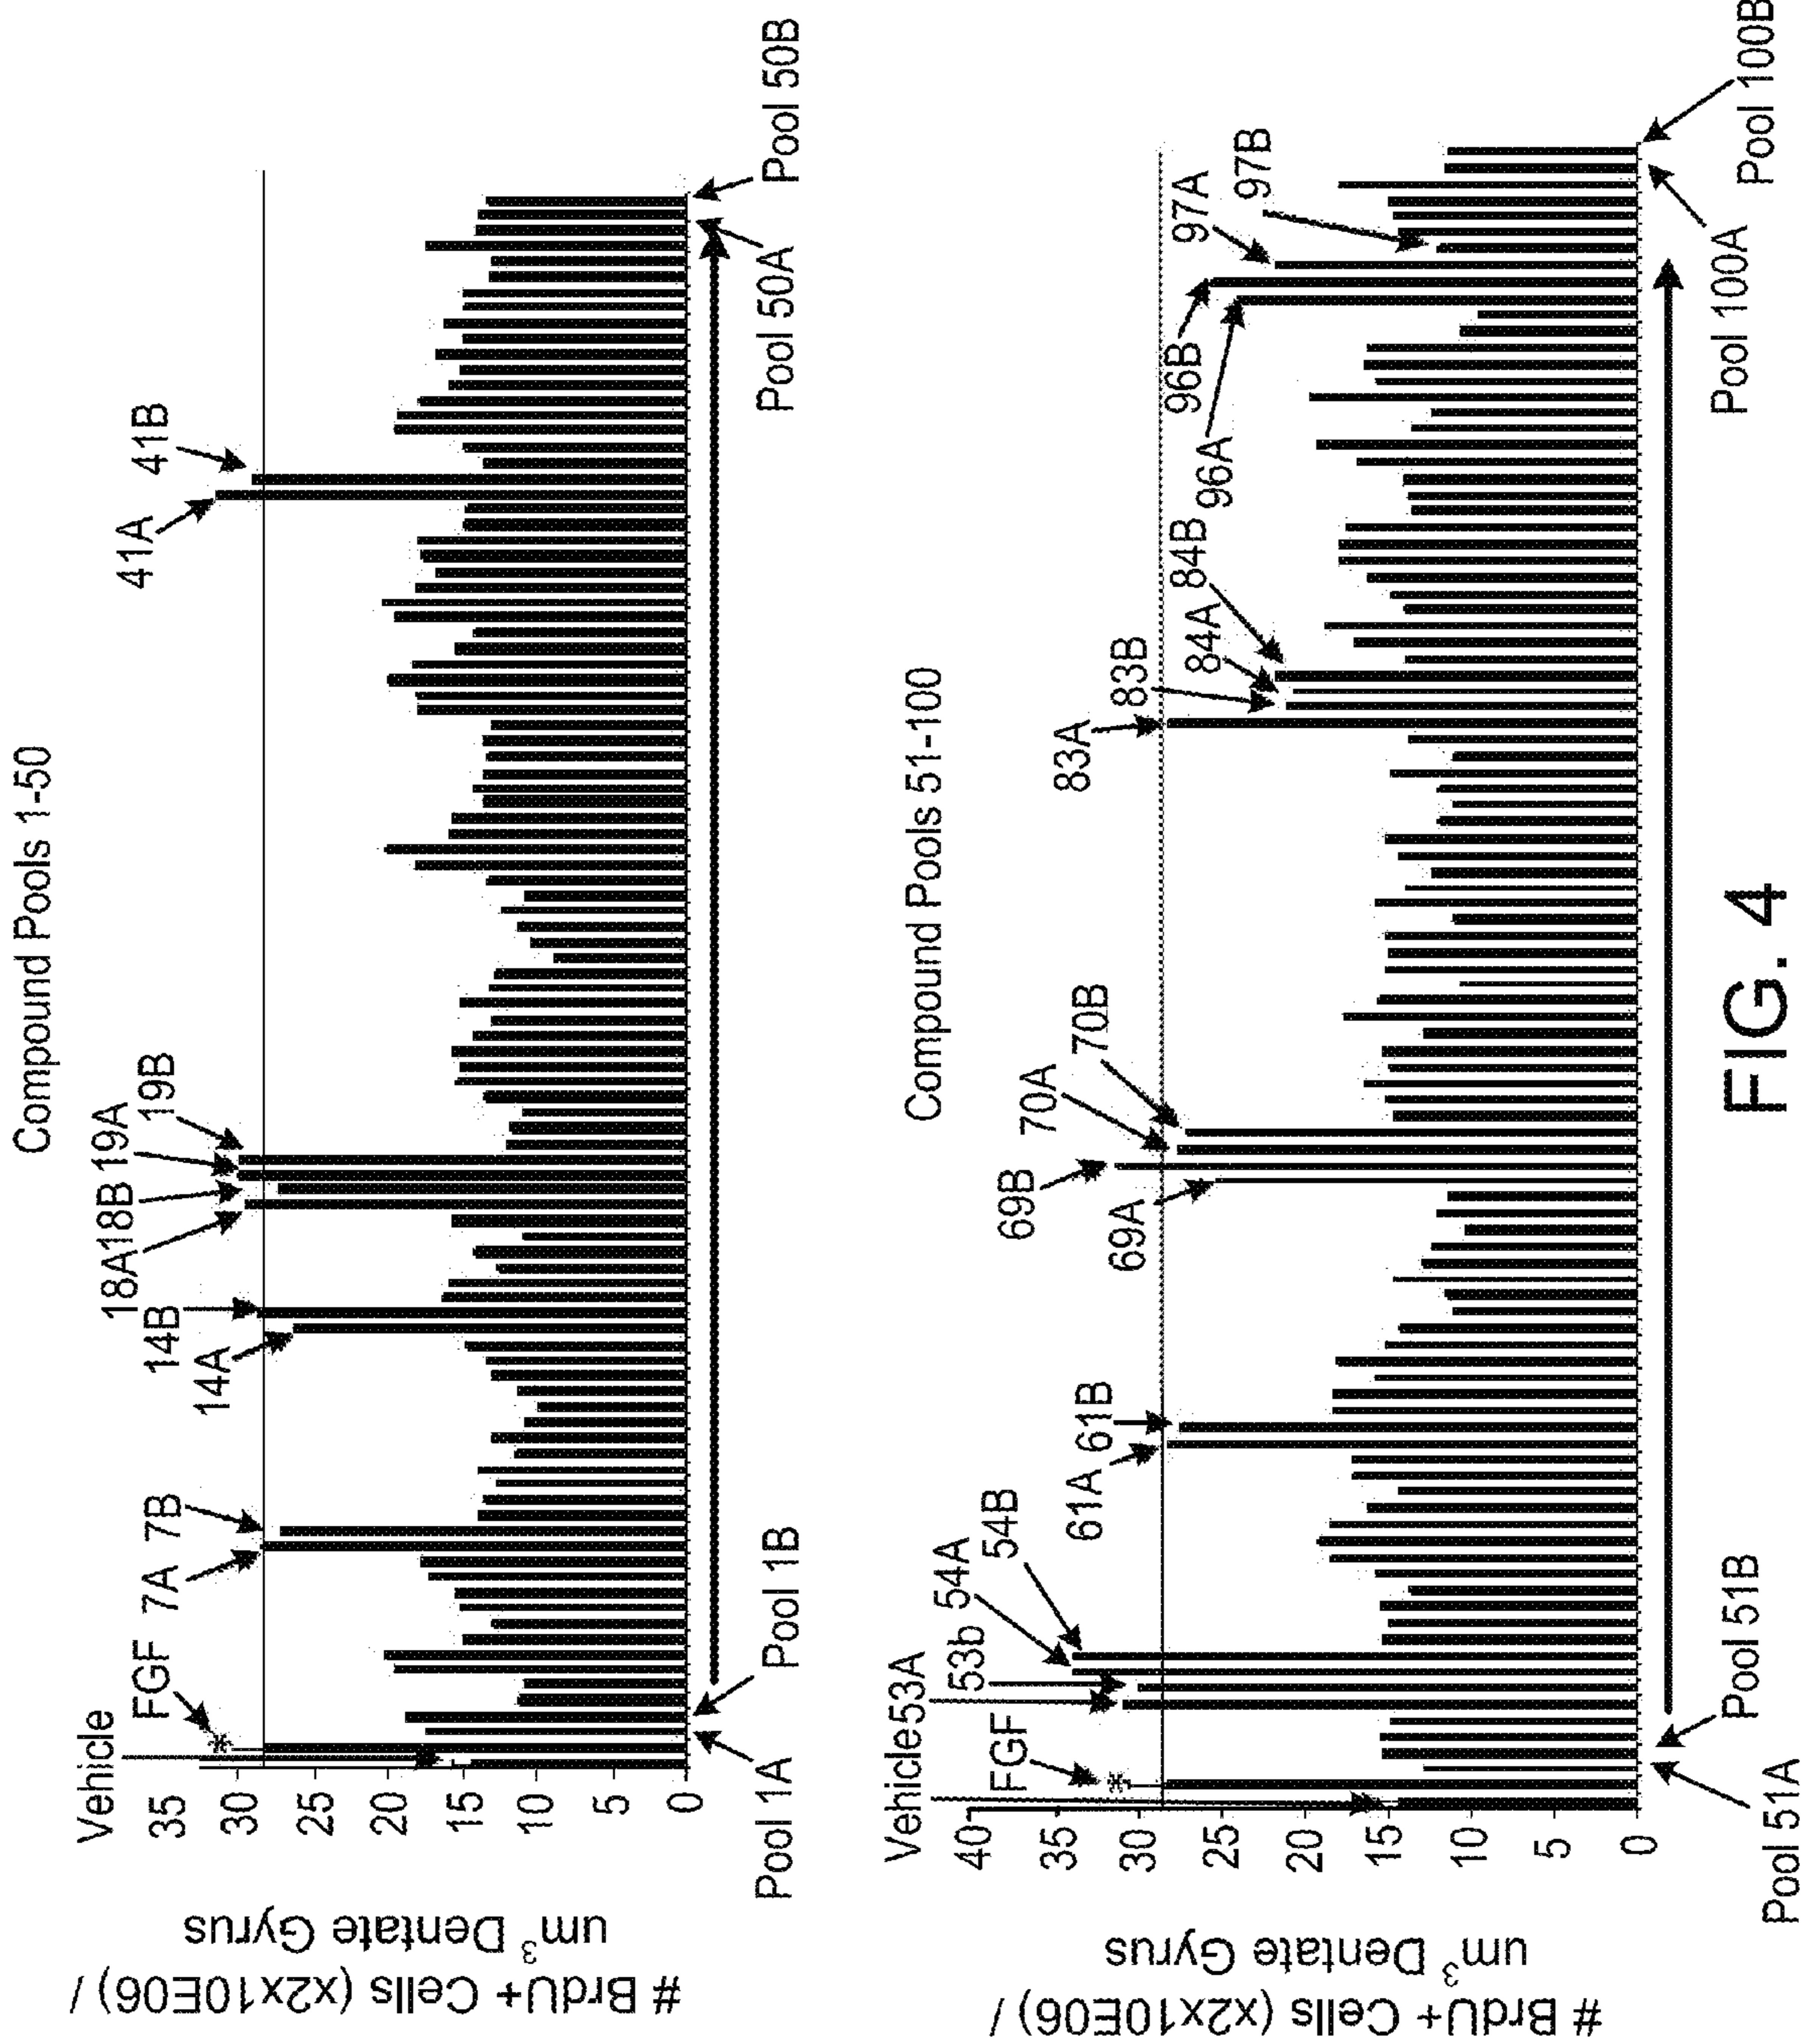 Compound Pools 1-50
Vehicle
FGF
*
7A
7B
14A
14B
18A
18B
19A
19B
41A
41B
35
30
25
20
15
10
5
0
# BrdU+ Cells (x2x10E06) /
um³ Dentate Gyrus
Pool 1A
Pool 1B
Pool 50A
Pool 50B
Compound Pools 51-100
Vehicle
FGF
*
53A
53b
54A
54B
61A
61B
69A
69B
70A
70B
83A
83B
84A
84B
96A
96B
97A
97B
40
35
30
25
20
15
10
5
0
# BrdU+ Cells (x2x10E06) /
um³ Dentate Gyrus
Pool 51A
Pool 51B
Pool 100A
Pool 100B
FIG. 4